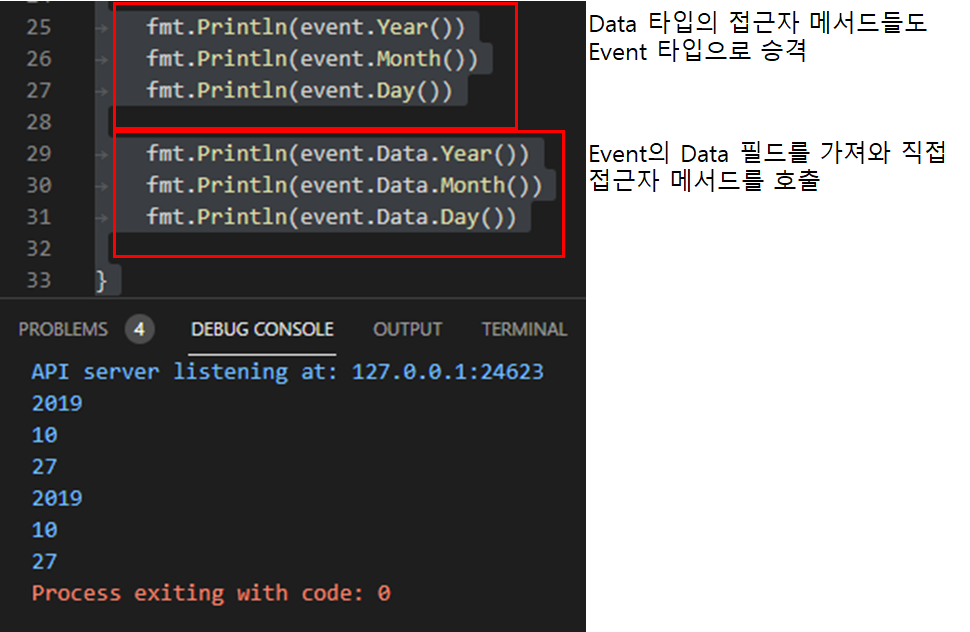 25 fmt.Println(event.Year())
26 fmt.Println(event.Month())
27 fmt.Println(event.Day())
28
29 fmt.Println(event.Data.Year())
30 fmt.Println(event.Data.Month())
31 fmt.Println(event.Data.Day())
32
33 }
Data 타입의 접근자 메서드들도
Event 타입으로 승격
Event의 Data 필드를 가져와 직접
접근자 메서드를 호출
PROBLEMS 4 DEBUG CONSOLE OUTPUT TERMINAL
API server listening at: 127.0.0.1:24623
2019
10
27
2019
10
27
Process exiting with code: 0